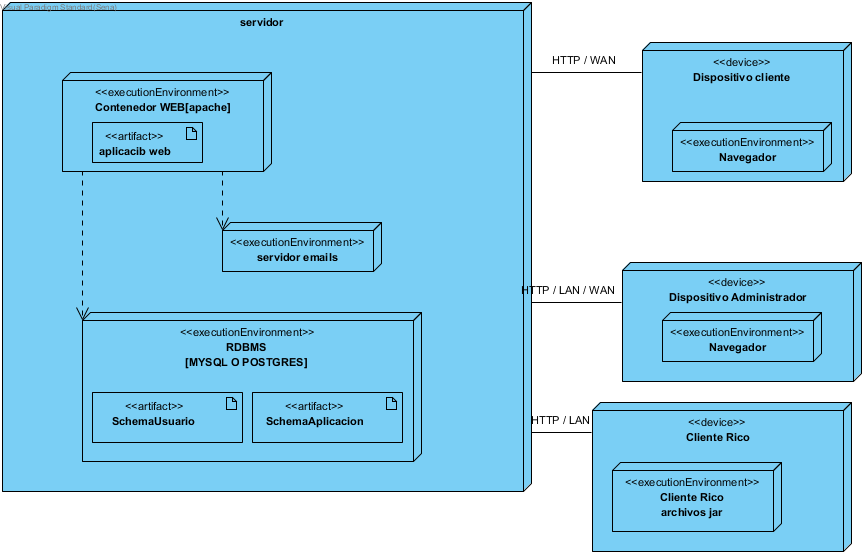 Visual Paradigm Standard(Sena)
servidor
<<executionEnvironment>>
Contenedor WEB[apache]
<<artifact>>
aplicacib web
<<executionEnvironment>>
servidor emails
<<executionEnvironment>>
RDBMS
[MYSQL O POSTGRES]
<<artifact>>
SchemaUsuario
<<artifact>>
SchemaAplicacion
HTTP / WAN
<<device>>
Dispositivo cliente
<<executionEnvironment>>
Navegador
HTTP / LAN / WAN
<<device>>
Dispositivo Administrador
<<executionEnvironment>>
Navegador
HTTP / LAN
<<device>>
Cliente Rico
<<executionEnvironment>>
Cliente Rico
archivos jar